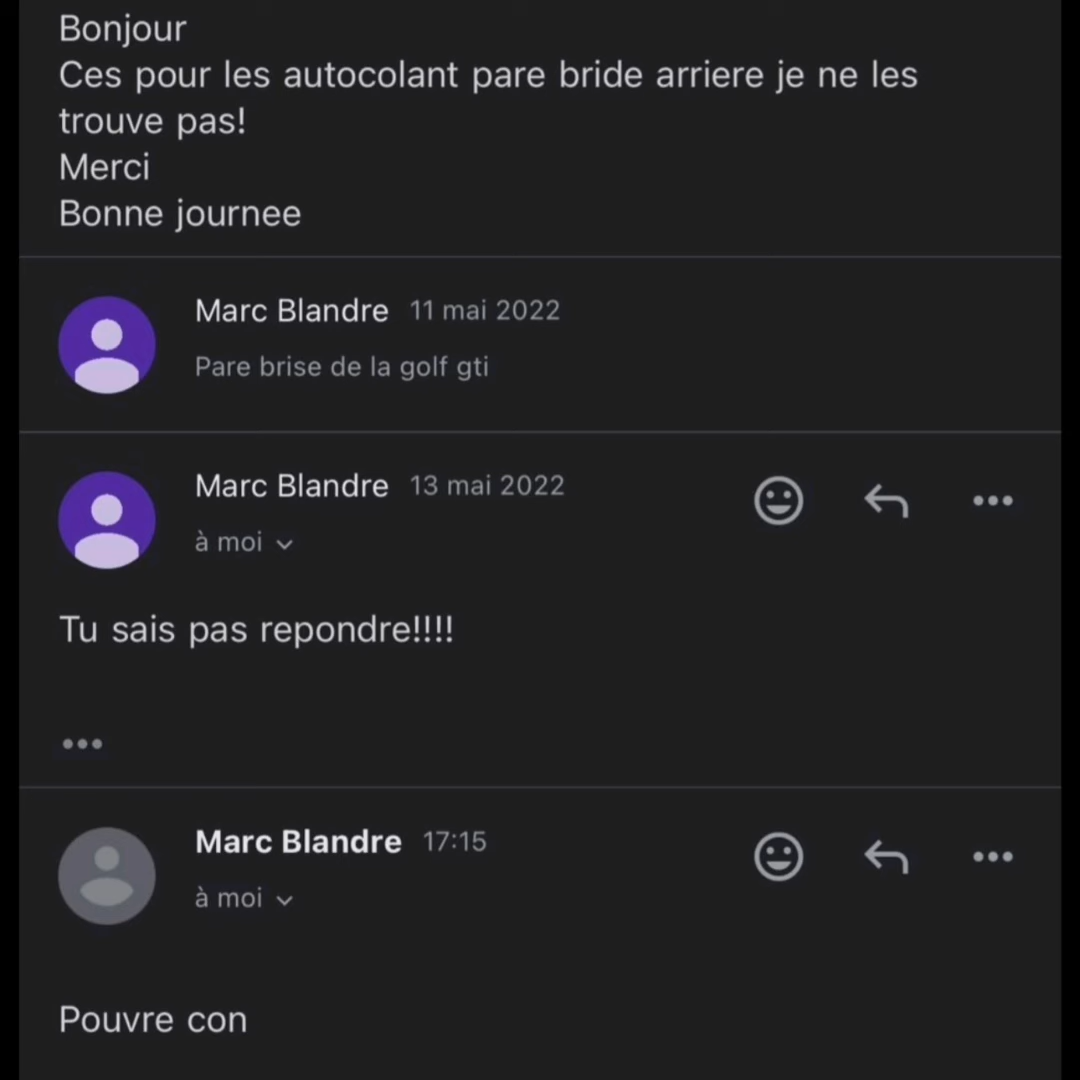 Bonjour
Ces pour les autocolant pare bride arriere je ne les
trouve pas!
Merci
Bonne journee
Marc Blandre 11 mai 2022
Pare brise de la golf gti
Marc Blandre 13 mai 2022
à moi
Tu sais pas repondre!!!!
Marc Blandre 17:15
à moi
Pouvre con